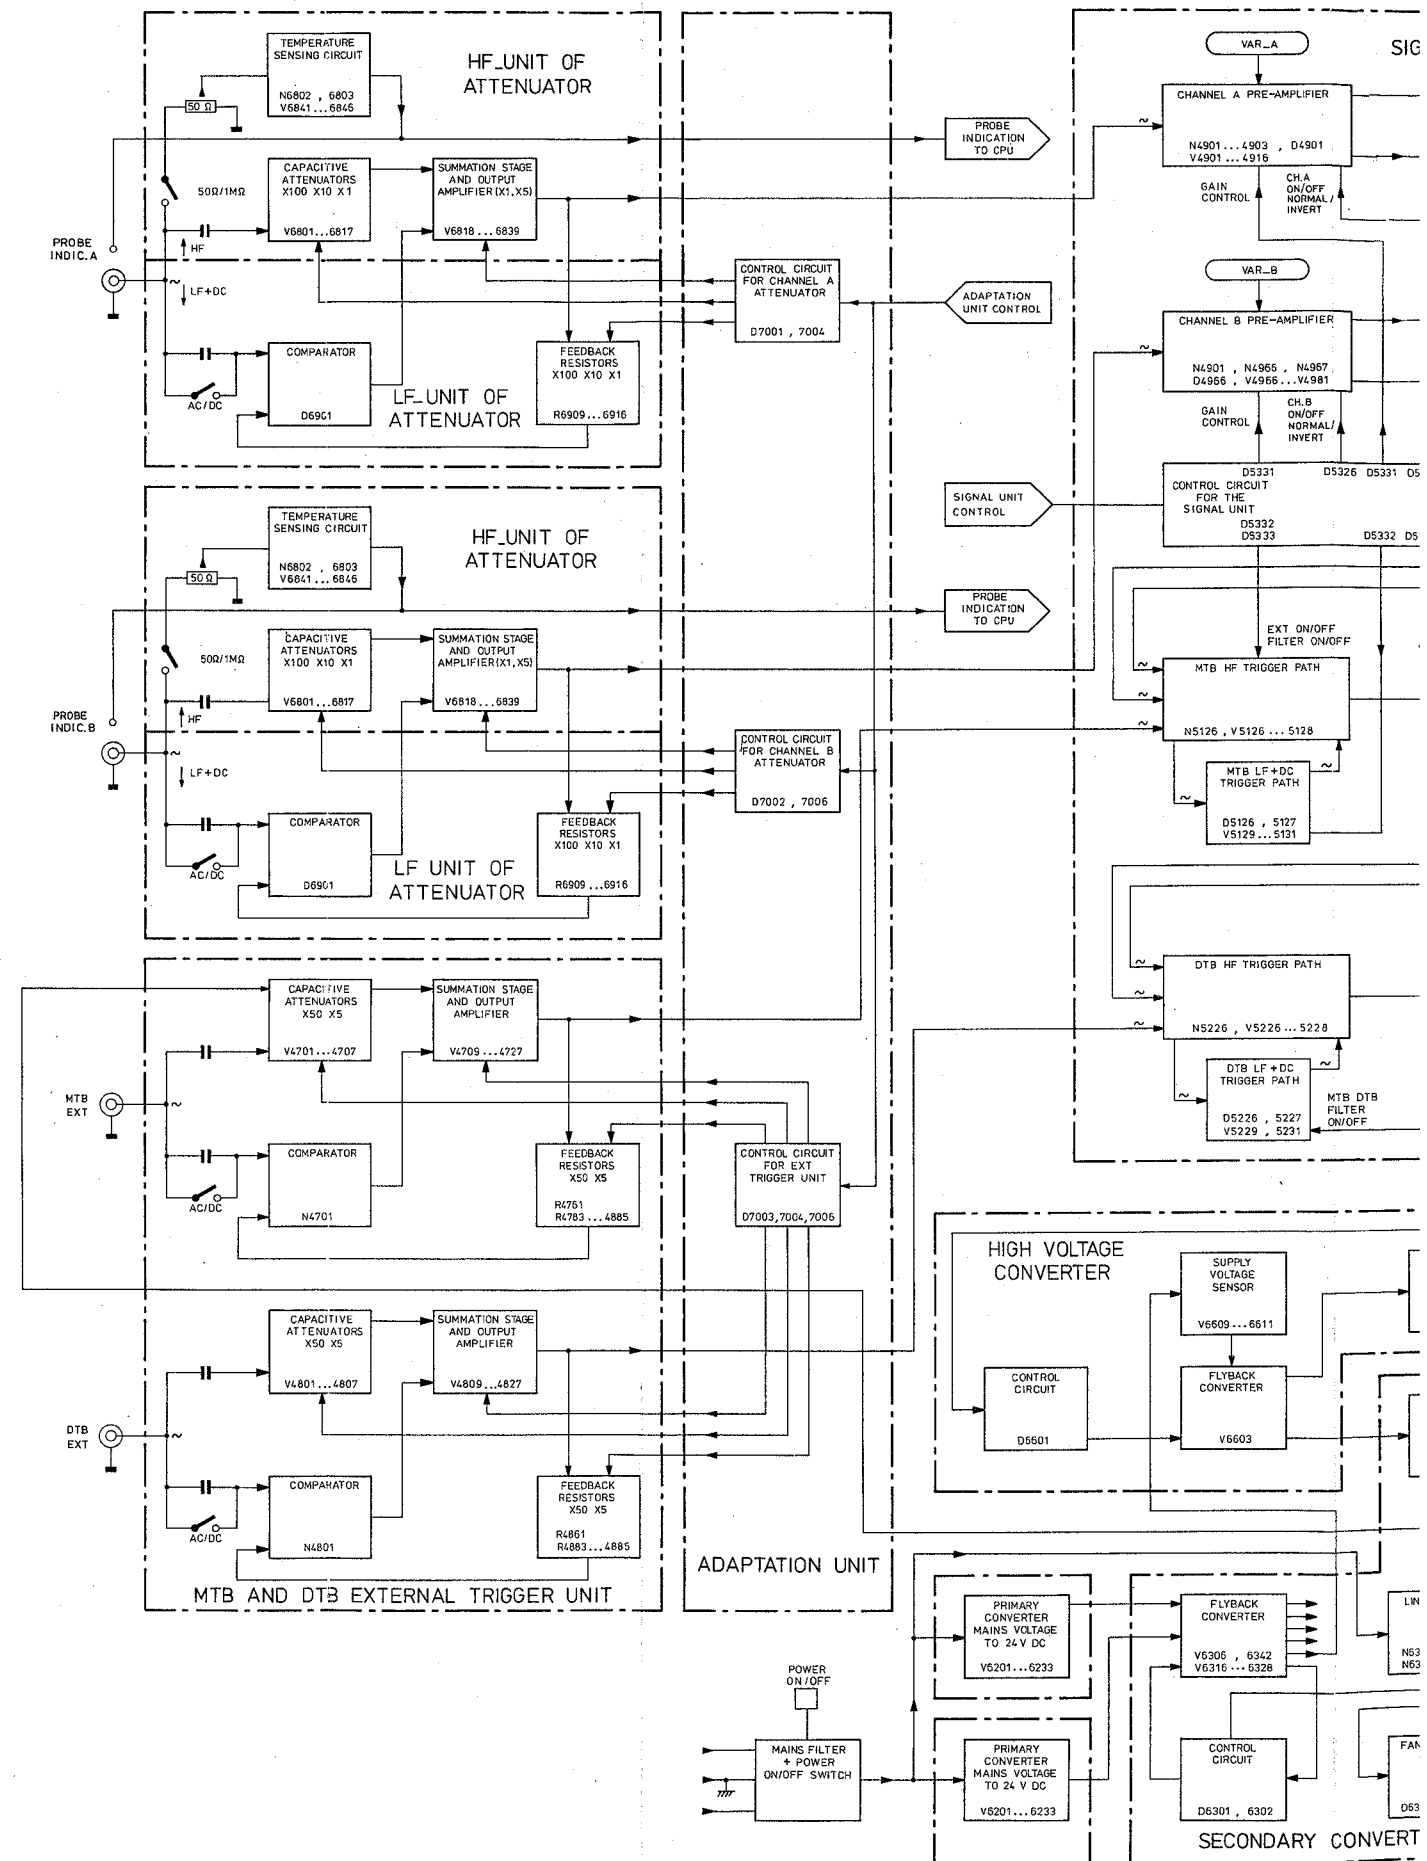 TEMPERATURE
SENSING CIRCUIT
N6802 , 6803
V6841...6846
HF_UNIT OF
ATTENUATOR
50 Ω
50Ω/1MΩ
CAPACITIVE
ATTENUATORS
X100 X10 X1
V6801...6817
SUMMATION STAGE
AND OUTPUT
AMPLIFIER (X1,X5)
V6818 ... 6839
PROBE
INDIC.A
HF
~
LF+DC
COMPARATOR
D6901
AC/DC
LF_UNIT OF
ATTENUATOR
FEEDBACK
RESISTORS
X100 X10 X1
R6909...6916
CONTROL CIRCUIT
FOR CHANNEL A
ATTENUATOR
D7001 , 7004
PROBE
INDICATION
TO CPU
ADAPTATION
UNIT CONTROL
VAR_A
SIG
CHANNEL A PRE-AMPLIFIER
N4901...4903 , D4901
V4901...4916
~
GAIN
CONTROL
CH.A
ON/OFF
NORMAL/
INVERT
VAR_B
CHANNEL B PRE-AMPLIFIER
N4901 , N4966 , N4967
D4966 , V4966...V4981
~
GAIN
CONTROL
CH.B
ON/OFF
NORMAL/
INVERT
SIGNAL UNIT
CONTROL
D5331
D5326 D5331 D5
CONTROL CIRCUIT
FOR THE
SIGNAL UNIT
D5332
D5333
D5332 D5
TEMPERATURE
SENSING CIRCUIT
N6802 , 6803
V6841...6846
HF_UNIT OF
ATTENUATOR
50 Ω
50Ω/1MΩ
CAPACITIVE
ATTENUATORS
X100 X10 X1
V6801...6817
SUMMATION STAGE
AND OUTPUT
AMPLIFIER(X1,X5)
V6818 ... 6839
PROBE
INDIC.B
HF
~
LF+DC
COMPARATOR
D6901
AC/DC
LF UNIT OF
ATTENUATOR
FEEDBACK
RESISTORS
X100 X10 X1
R6909...6916
CONTROL CIRCUIT
FOR CHANNEL B
ATTENUATOR
D7002 , 7006
PROBE
INDICATION
TO CPU
EXT ON/OFF
FILTER ON/OFF
~
~
~
MTB HF TRIGGER PATH
N5126 , V5126 ... 5128
~
~
MTB LF+DC
TRIGGER PATH
D5126 , 5127
V5129...5131
~
~
~
DTB HF TRIGGER PATH
N5226 , V5226...5228
~
~
DTB LF+DC
TRIGGER PATH
D5226 , 5227
V5229 , 5231
MTB DTB
FILTER
ON/OFF
CAPACITIVE
ATTENUATORS
X50 X5
V4701...4707
SUMMATION STAGE
AND OUTPUT
AMPLIFIER
V4709 ...4727
MTB
EXT
~
COMPARATOR
N4701
AC/DC
FEEDBACK
RESISTORS
X50 X5
R4761
R4783...4885
CONTROL CIRCUIT
FOR EXT
TRIGGER UNIT
D7003,7004,7006
CAPACITIVE
ATTENUATORS
X50 X5
V4801...4807
SUMMATION STAGE
AND OUTPUT
AMPLIFIER
V4809...4827
DTB
EXT
~
COMPARATOR
N4801
AC/DC
FEEDBACK
RESISTORS
X50 X5
R4861
R4883...4885
MTB AND DTB EXTERNAL TRIGGER UNIT
ADAPTATION UNIT
HIGH VOLTAGE
CONVERTER
SUPPLY
VOLTAGE
SENSOR
V6609...6611
CONTROL
CIRCUIT
D6601
FLYBACK
CONVERTER
V6603
PRIMARY
CONVERTER
MAINS VOLTAGE
TO 24 V DC
V6201...6233
FLYBACK
CONVERTER
V6306 , 6342
V6316 ... 6328
LIN
N63
N63
POWER
ON/OFF
MAINS FILTER
+ POWER
ON/OFF SWITCH
PRIMARY
CONVERTER
MAINS VOLTAGE
TO 24 V DC
V6201...6233
CONTROL
CIRCUIT
D6301 , 6302
FAN
D63
SECONDARY CONVERT